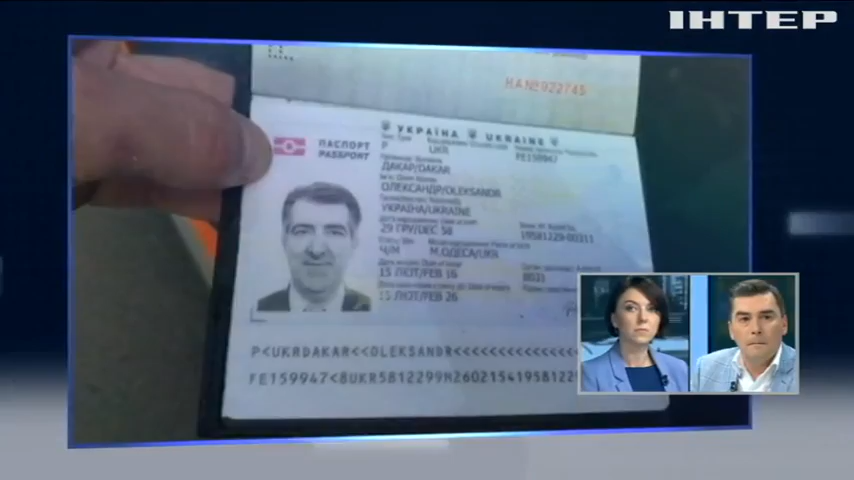 ІНТЕР
HA№922745
УКРАЇНА UKRAINE
ПАСПОРТ
PASSPORT
P UKR FE159947
ДАКАР/DAKAR
ОЛЕКСАНДР/OLEKSANDR
УКРАЇНА/UKRAINE
29 ГРУ/DEC 58 19581229-00311
Ч/M М.ОДЕСА/UKR
15 ЛЮТ/FEB 16 8031
15 ЛЮТ/FEB 26
P<UKRDAKAR<<OLEKSANDR<<<<<<<<<<<<<
FE159947<8UKR5812299M26021541958122